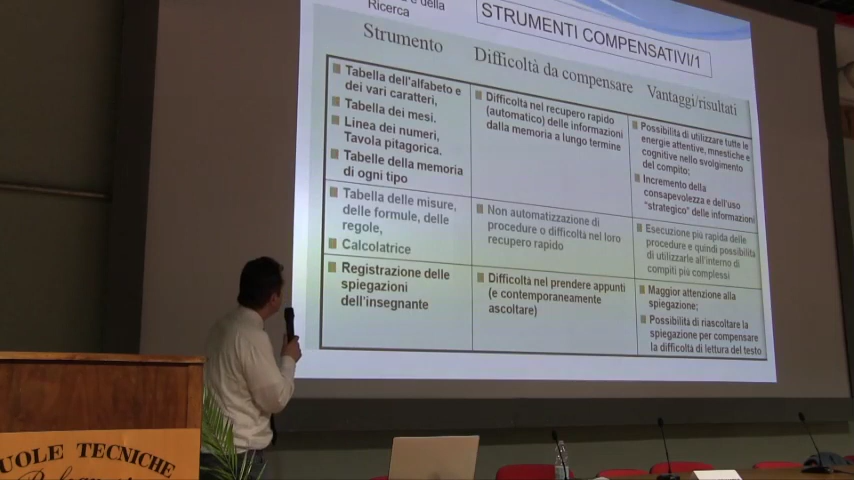 e della
Ricerca
STRUMENTI COMPENSATIVI/1
Strumento
Difficoltà da compensare
Vantaggi/risultati
Tabella dell'alfabeto e
dei vari caratteri,
Tabella dei mesi.
Linea dei numeri,
Tavola pitagorica.
Tabelle della memoria
di ogni tipo
Difficoltà nel recupero rapido
(automatico) delle informazioni
dalla memoria a lungo termine
Possibilità di utilizzare tutte le
energie attentive, mnestiche e
cognitive nello svolgimento
del compito;
Incremento della
consapevolezza e dell'uso
"strategico" delle informazioni
Tabella delle misure,
delle formule, delle
regole,
Calcolatrice
Non automatizzazione di
procedure o difficoltà nel loro
recupero rapido
Esecuzione più rapida delle
procedure e quindi possibilità
di utilizzarle all'interno di
compiti più complessi
Registrazione delle
spiegazioni
dell'insegnante
Difficoltà nel prendere appunti
(e contemporaneamente
ascoltare)
Maggior attenzione alla
spiegazione;
Possibilità di riascoltare la
spiegazione per compensare
la difficoltà di lettura del testo
UOLE TECNICHE